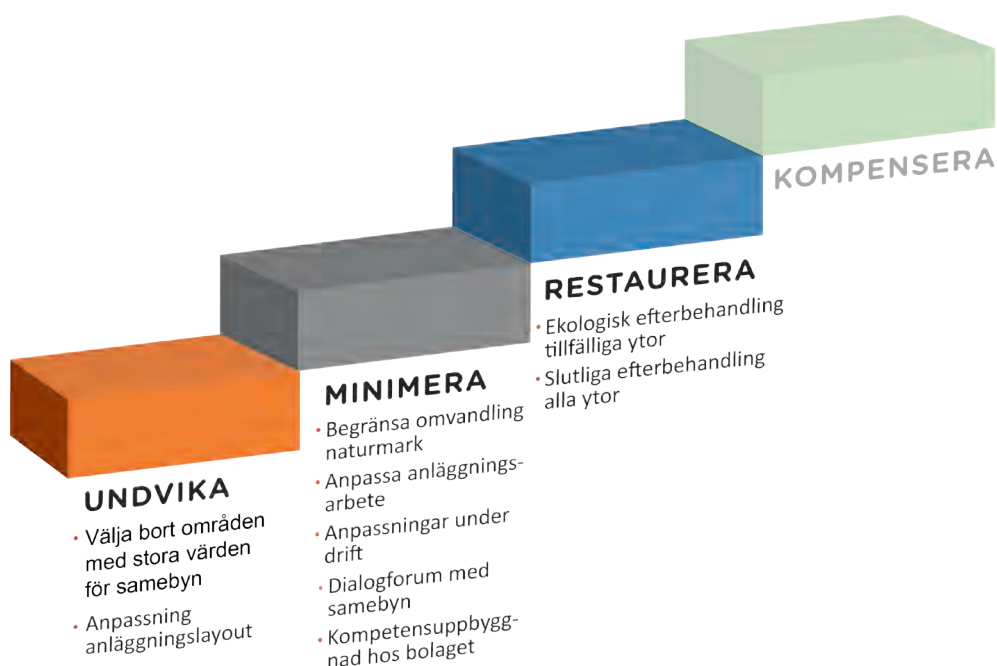 UNDVIKA
• Välja bort områden
med stora värden
för samebyn
• Anpassning
anläggningslayout
MINIMERA
• Begränsa omvandling
naturmark
• Anpassa anläggnings-
arbete
• Anpassningar under
drift
• Dialogforum med
samebyn
• Kompetensuppbygg-
nad hos bolaget
RESTAURERA
• Ekologisk efterbehandling
tillfälliga ytor
• Slutliga efterbehandling
alla ytor
KOMPENSERA